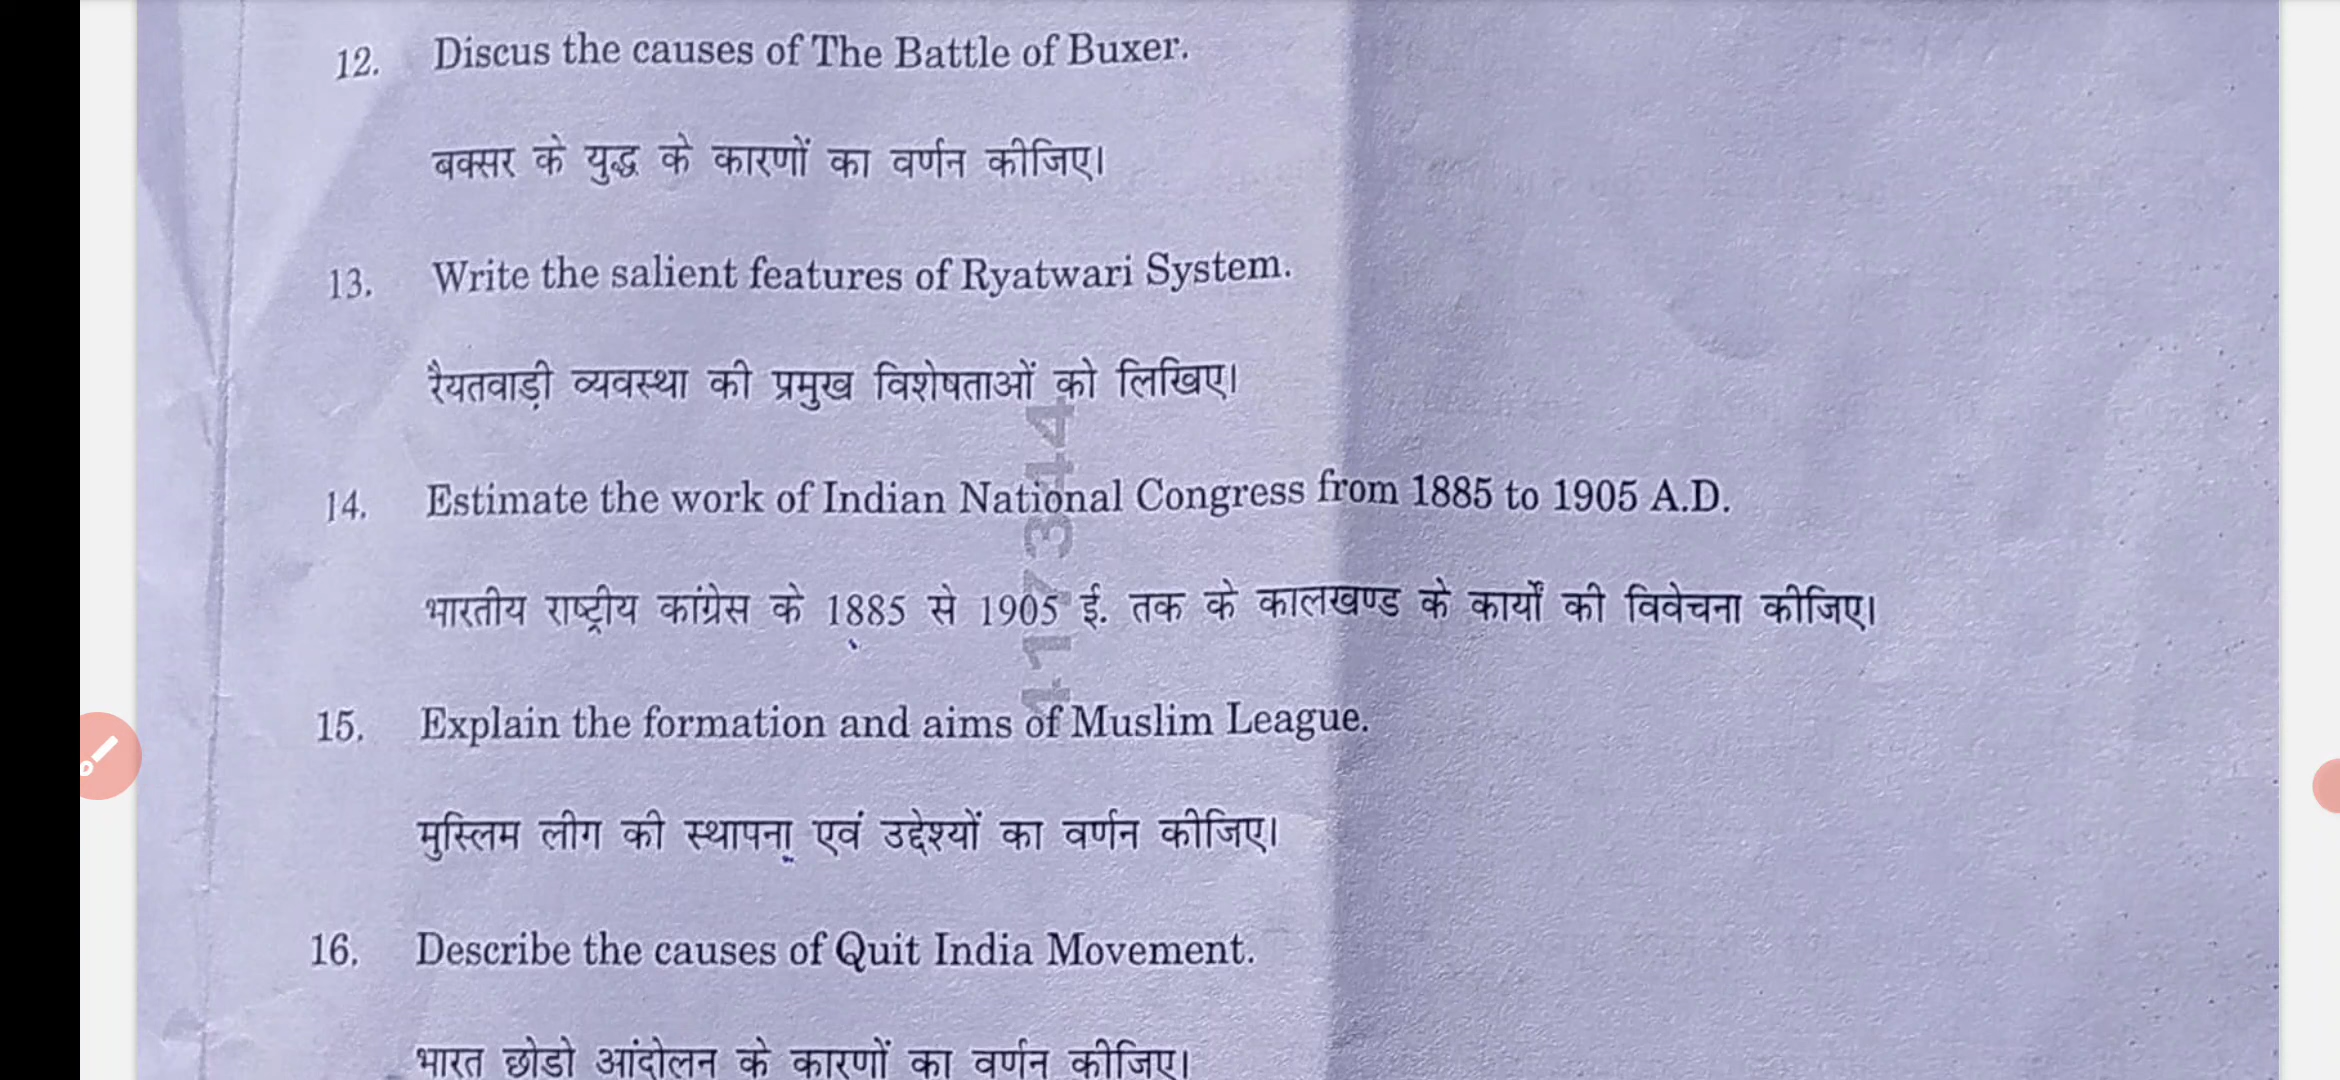 12. Discus the causes of The Battle of Buxer.
बक्सर के युद्ध के कारणों का वर्णन कीजिए।
13. Write the salient features of Ryatwari System.
रैयतवाड़ी व्यवस्था की प्रमुख विशेषताओं को लिखिए।
14. Estimate the work of Indian National Congress from 1885 to 1905 A.D.
भारतीय राष्ट्रीय कांग्रेस के 1885 से 1905 ई. तक के कालखण्ड के कार्यों की विवेचना कीजिए।
15. Explain the formation and aims of Muslim League.
मुस्लिम लीग की स्थापना एवं उद्देश्यों का वर्णन कीजिए।
16. Describe the causes of Quit India Movement.
भारत छोडो आंदोलन के कारणों का वर्णन कीजिए।